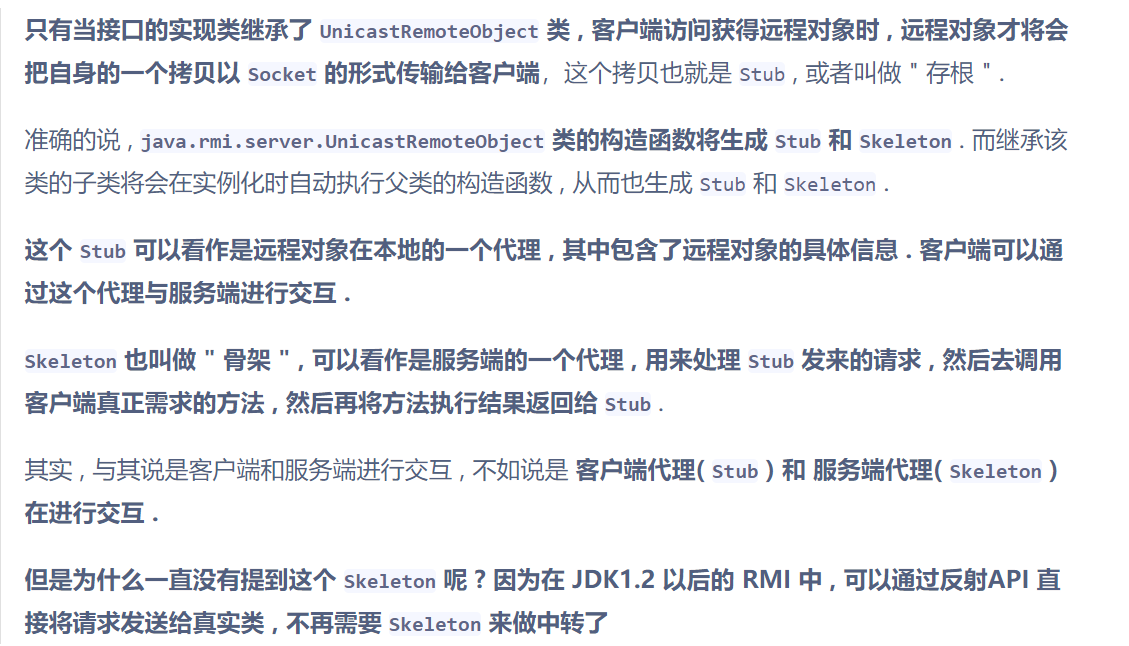 只有当接口的实现类继承了 UnicastRemoteObject 类 , 客户端访问获得远程对象时 , 远程对象才将会
把自身的一个拷贝以 Socket 的形式传输给客户端，这个拷贝也就是 Stub , 或者叫做 " 存根 " .
准确的说 , java.rmi.server.UnicastRemoteObject 类的构造函数将生成 Stub 和 Skeleton . 而继承该
类的子类将会在实例化时自动执行父类的构造函数 , 从而也生成 Stub 和 Skeleton .
这个 Stub 可以看作是远程对象在本地的一个代理 , 其中包含了远程对象的具体信息 . 客户端可以通
过这个代理与服务端进行交互 .
Skeleton 也叫做 " 骨架 " , 可以看作是服务端的一个代理 , 用来处理 Stub 发来的请求 , 然后去调用
客户端真正需求的方法 , 然后再将方法执行结果返回给 Stub .
其实 , 与其说是客户端和服务端进行交互 , 不如说是 客户端代理( Stub ) 和 服务端代理( Skeleton )
在进行交互 .
但是为什么一直没有提到这个 Skeleton 呢 ? 因为在 JDK1.2 以后的 RMI 中 , 可以通过反射API 直
接将请求发送给真实类 , 不再需要 Skeleton 来做中转了